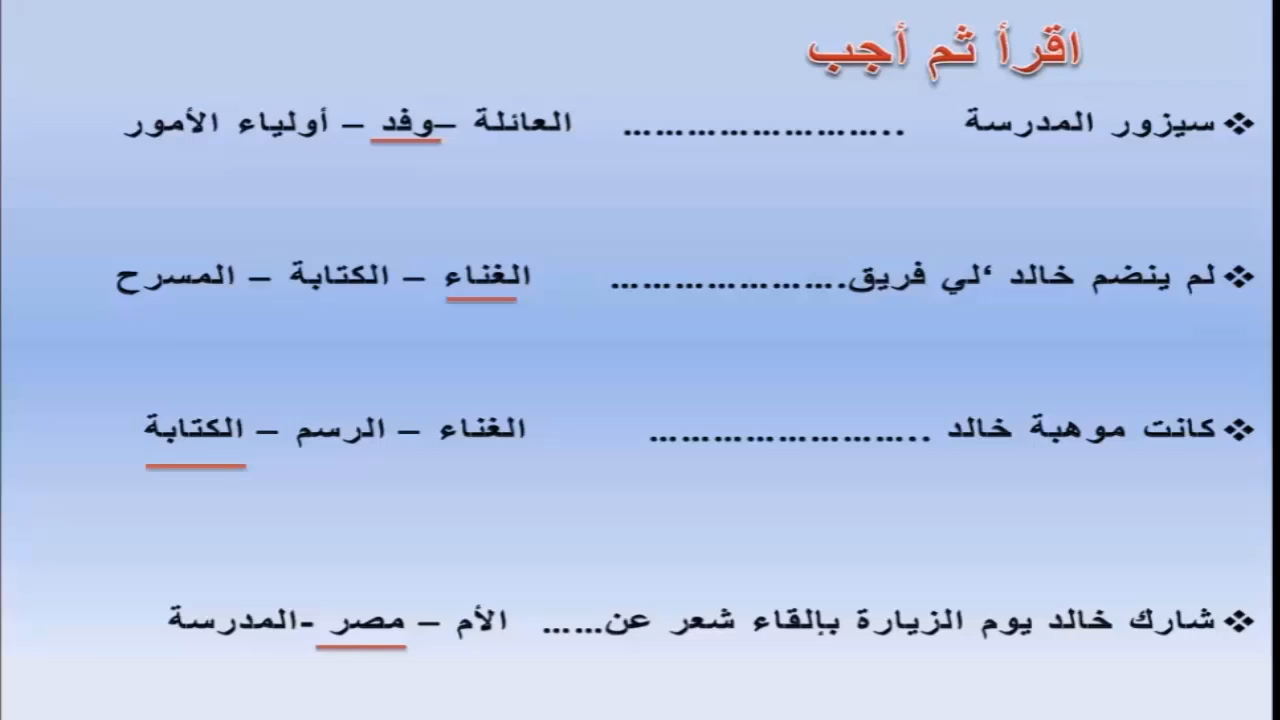 اقرأ ثم أجب
❖ سيزور المدرسة ...................... العائلة – وفد – أولياء الأمور
❖ لم ينضم خالد ‘لي فريق..................... الغناء – الكتابة – المسرح
❖ كانت موهبة خالد ...................... الغناء – الرسم – الكتابة
❖ شارك خالد يوم الزيارة بإلقاء شعر عن...... الأم – مصر -المدرسة